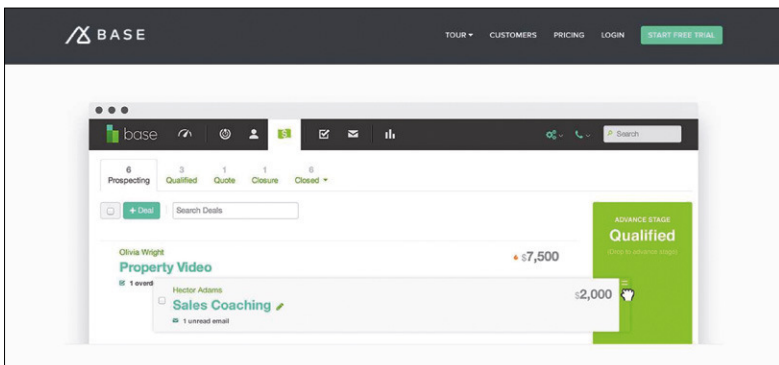 BASE
TOUR CUSTOMERS PRICING LOGIN START FREE TRIAL
base
Search
6 3 1 1 6
Prospecting Qualified Quote Closure Closed
+ Deal Search Deals
ADVANCE STAGE
Qualified
(Drop to advance stage)
Olivia Wright
Property Video
$7,500
1 overd
Hector Adams
Sales Coaching
$2,000
1 unread email